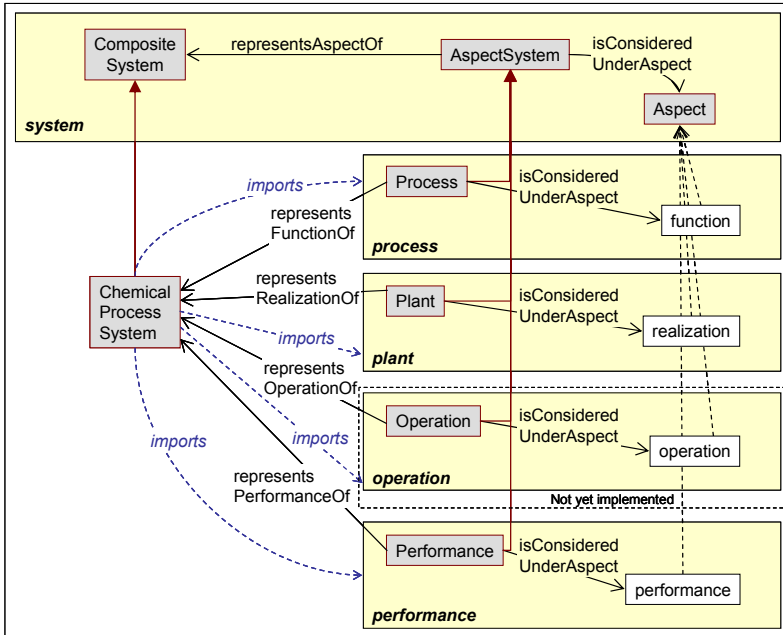 Composite
System
representsAspectOf
AspectSystem
isConsidered
UnderAspect
Aspect
system
imports
Process
isConsidered
UnderAspect
function
represents
FunctionOf
process
Chemical
Process
System
represents
RealizationOf
Plant
isConsidered
UnderAspect
realization
imports
plant
represents
OperationOf
Operation
isConsidered
UnderAspect
operation
imports
imports
operation
Not yet implemented
represents
PerformanceOf
Performance
isConsidered
UnderAspect
performance
performance